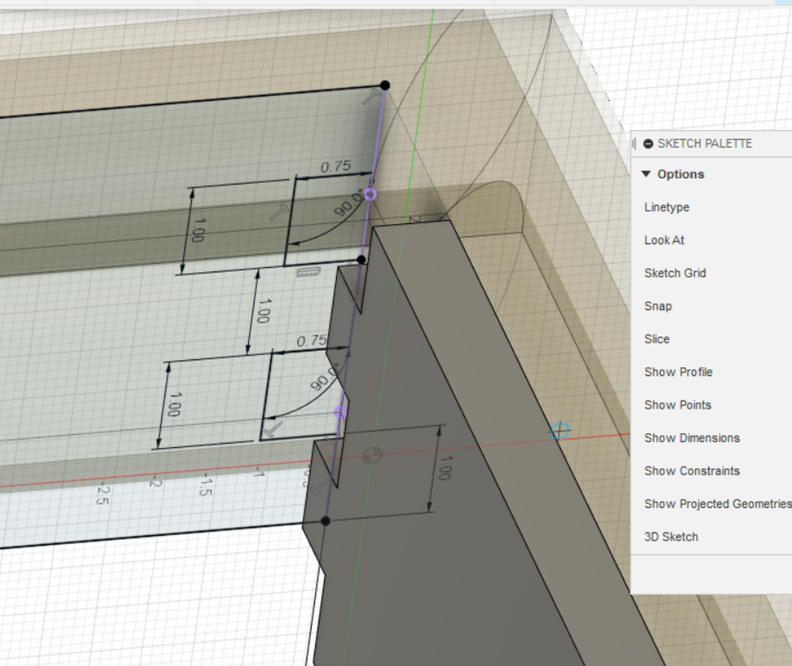 SKETCH PALETTE
Options
Linetype
Look At
Sketch Grid
Snap
Slice
Show Profile
Show Points
Show Dimensions
Show Constraints
Show Projected Geometries
3D Sketch
0.75
90.0°
1.00
1.00
0.75
90.0°
1.00
1.00
-2.5
-2
-1.5
-1